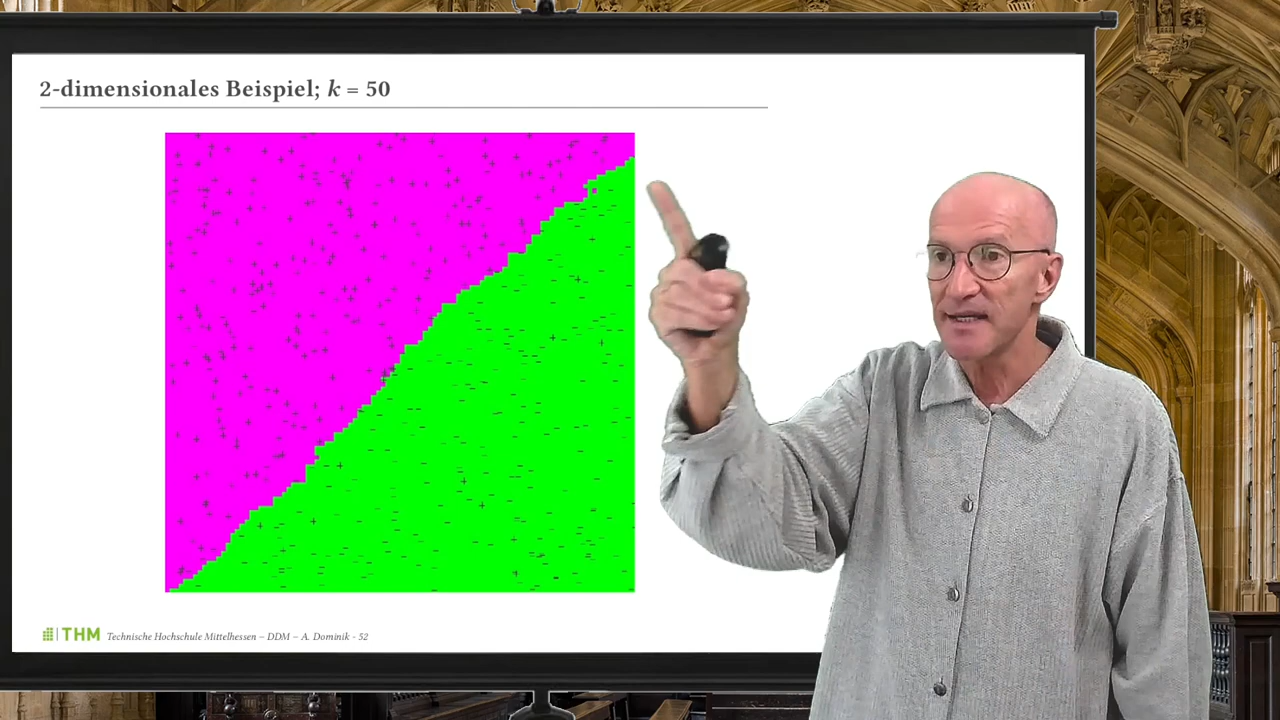 2-dimensionales Beispiel; k = 50
THM Technische Hochschule Mittelhessen – DDM – A. Dominik - 52